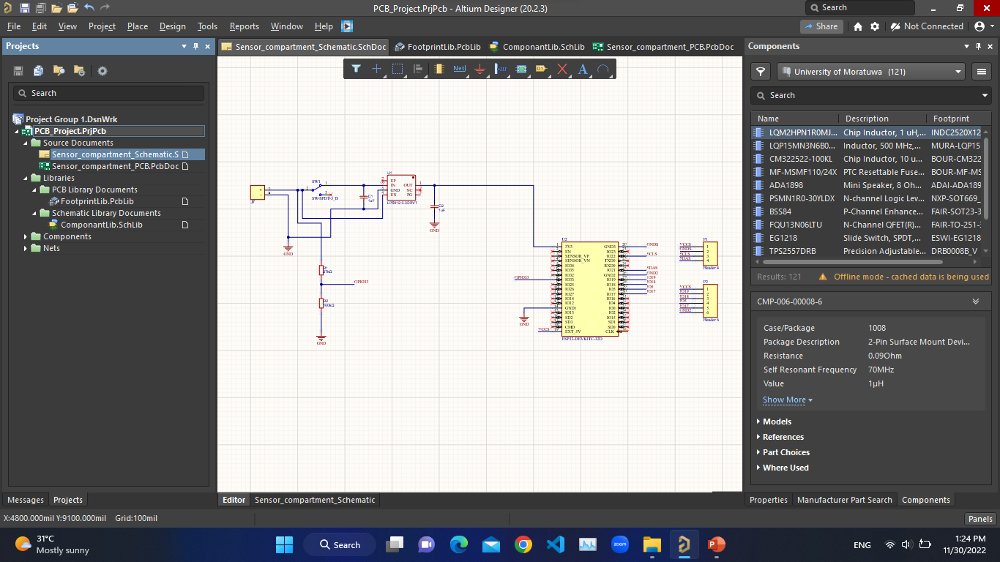 PCB_Project.PrjPcb - Altium Designer (20.2.3)
Search
File Edit View Project Place Design Tools Reports Window Help
Share
Not Connected
Projects
Sensor_compartment_Schematic.SchDoc
FootprintLib.PcbLib
ComponantLib.SchLib
Sensor_compartment_PCB.PcbDoc
Components
Net
D1
A
Search
Project Group 1.DsnWrk
PCB_Project.PrjPcb
Source Documents
Sensor_compartment_Schematic.S
Sensor_compartment_PCB.PcbDoc
Libraries
PCB Library Documents
FootprintLib.PcbLib
Schematic Library Documents
ComponantLib.SchLib
Components
Nets
SW1
SW-SPDT-3_B
EP
IN OUT
GND NC
EN PG
C1
1uF
C2
1uF
GND
GND
R1
R2
100kΩ
GPIO33
GND
GPIO33
GND
VCCS
U2
3V3 GND3
EN IO23
SENSOR_VP IO22
SENSOR_VN TXD0
IO34 RXD0
IO35 IO21
IO32 GND2
IO33 IO19
IO25 IO18
IO26 IO5
IO27 IO17
IO14 IO16
IO12 IO4
GND1 IO0
IO13 IO2
SD2 IO15
SD3 SD1
CMD SD0
EXT_5V CLK
ESP32-DEVKITC-32D
GNDS
SCLS
SDAS
GND2
IO19
IO18
IO5
IO17
P1
VCCS 1
GNDS 2
SCLS 3
SDAS 4
Header 4
P2
VCCS 1
IO19 2
IO18 3
IO5 4
IO17 5
GND2 6
Header 6
University of Moratuwa (121)
Search
Name Description Footprint
LQM2HPN1R0MJ... Chip Inductor, 1 uH,... INDC2520X12
LQP15MN3N6B0... Inductor, 500 MHz,... MURA-LQP15
CM322522-100KL Chip Inductor, 10 u... BOUR-CM322
MF-MSMF110/24X PTC Resettable Fuse... BOUR-MF-MS
ADA1898 Mini Speaker, 8 Oh... ADAI-ADA189
PSMN1R0-30YLDX N-channel Logic Lev... NXP-SOT669_
BSS84 P-Channel Enhance... FAIR-SOT23-3
FQU13N06LTU N-Channel QFET(R)... FAIR-TO-251-3
EG1218 Slide Switch, SPDT,... ESWI-EG1218
TPS2557DRB Precision Adjustable... DRB0008B_V
Results: 121
Offline mode - cached data is being used
CMP-006-00008-6
Case/Package 1008
Package Description 2-Pin Surface Mount Devi...
Resistance 0.09Ohm
Self Resonant Frequency 70MHz
Value 1µH
Show More
Models
References
Part Choices
Where Used
Messages Projects
Editor Sensor_compartment_Schematic
Properties Manufacturer Part Search Components
X:4800.000mil Y:9100.000mil Grid:100mil
Panels
31°C
Mostly sunny
Search
zoom
ENG
1:24 PM
11/30/2022